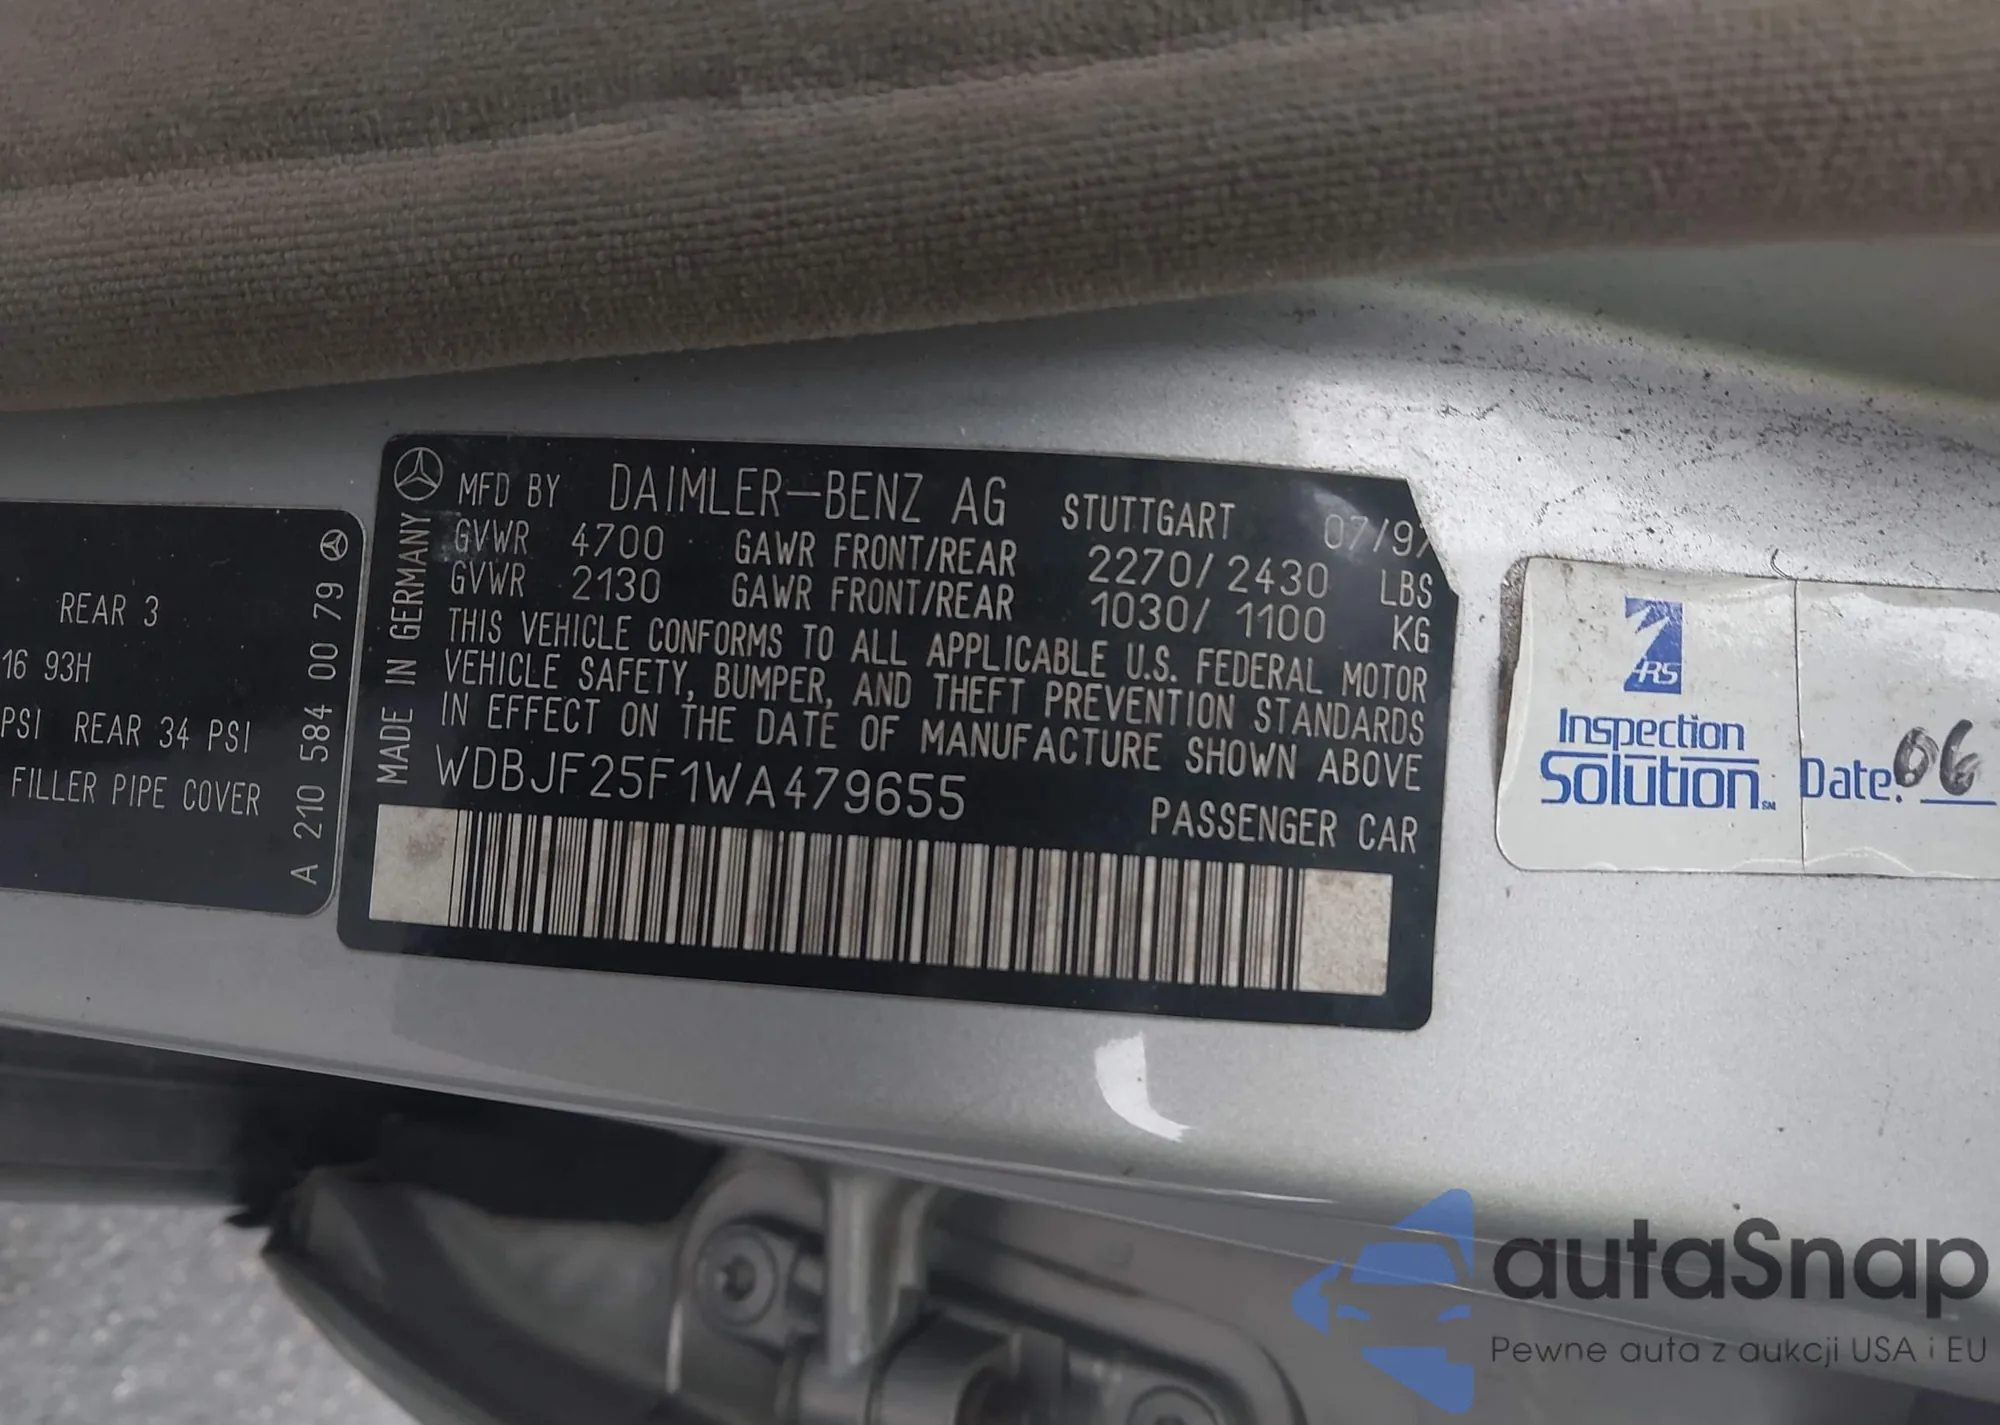 REAR 3
16 93H
PSI REAR 34 PSI
FILLER PIPE COVER
A 210 584 00 79
MADE IN GERMANY
MFD BY DAIMLER-BENZ AG STUTTGART 07/97
GVWR 4700 GAWR FRONT/REAR 2270/2430 LBS
GVWR 2130 GAWR FRONT/REAR 1030/ 1100 KG
THIS VEHICLE CONFORMS TO ALL APPLICABLE U.S. FEDERAL MOTOR
VEHICLE SAFETY, BUMPER, AND THEFT PREVENTION STANDARDS
IN EFFECT ON THE DATE OF MANUFACTURE SHOWN ABOVE
WDBJF25F1WA479655
PASSENGER CAR
RS
Inspection
Solution SM
Date: 06
autaSnap
Pewne auta z aukcji USA i EU